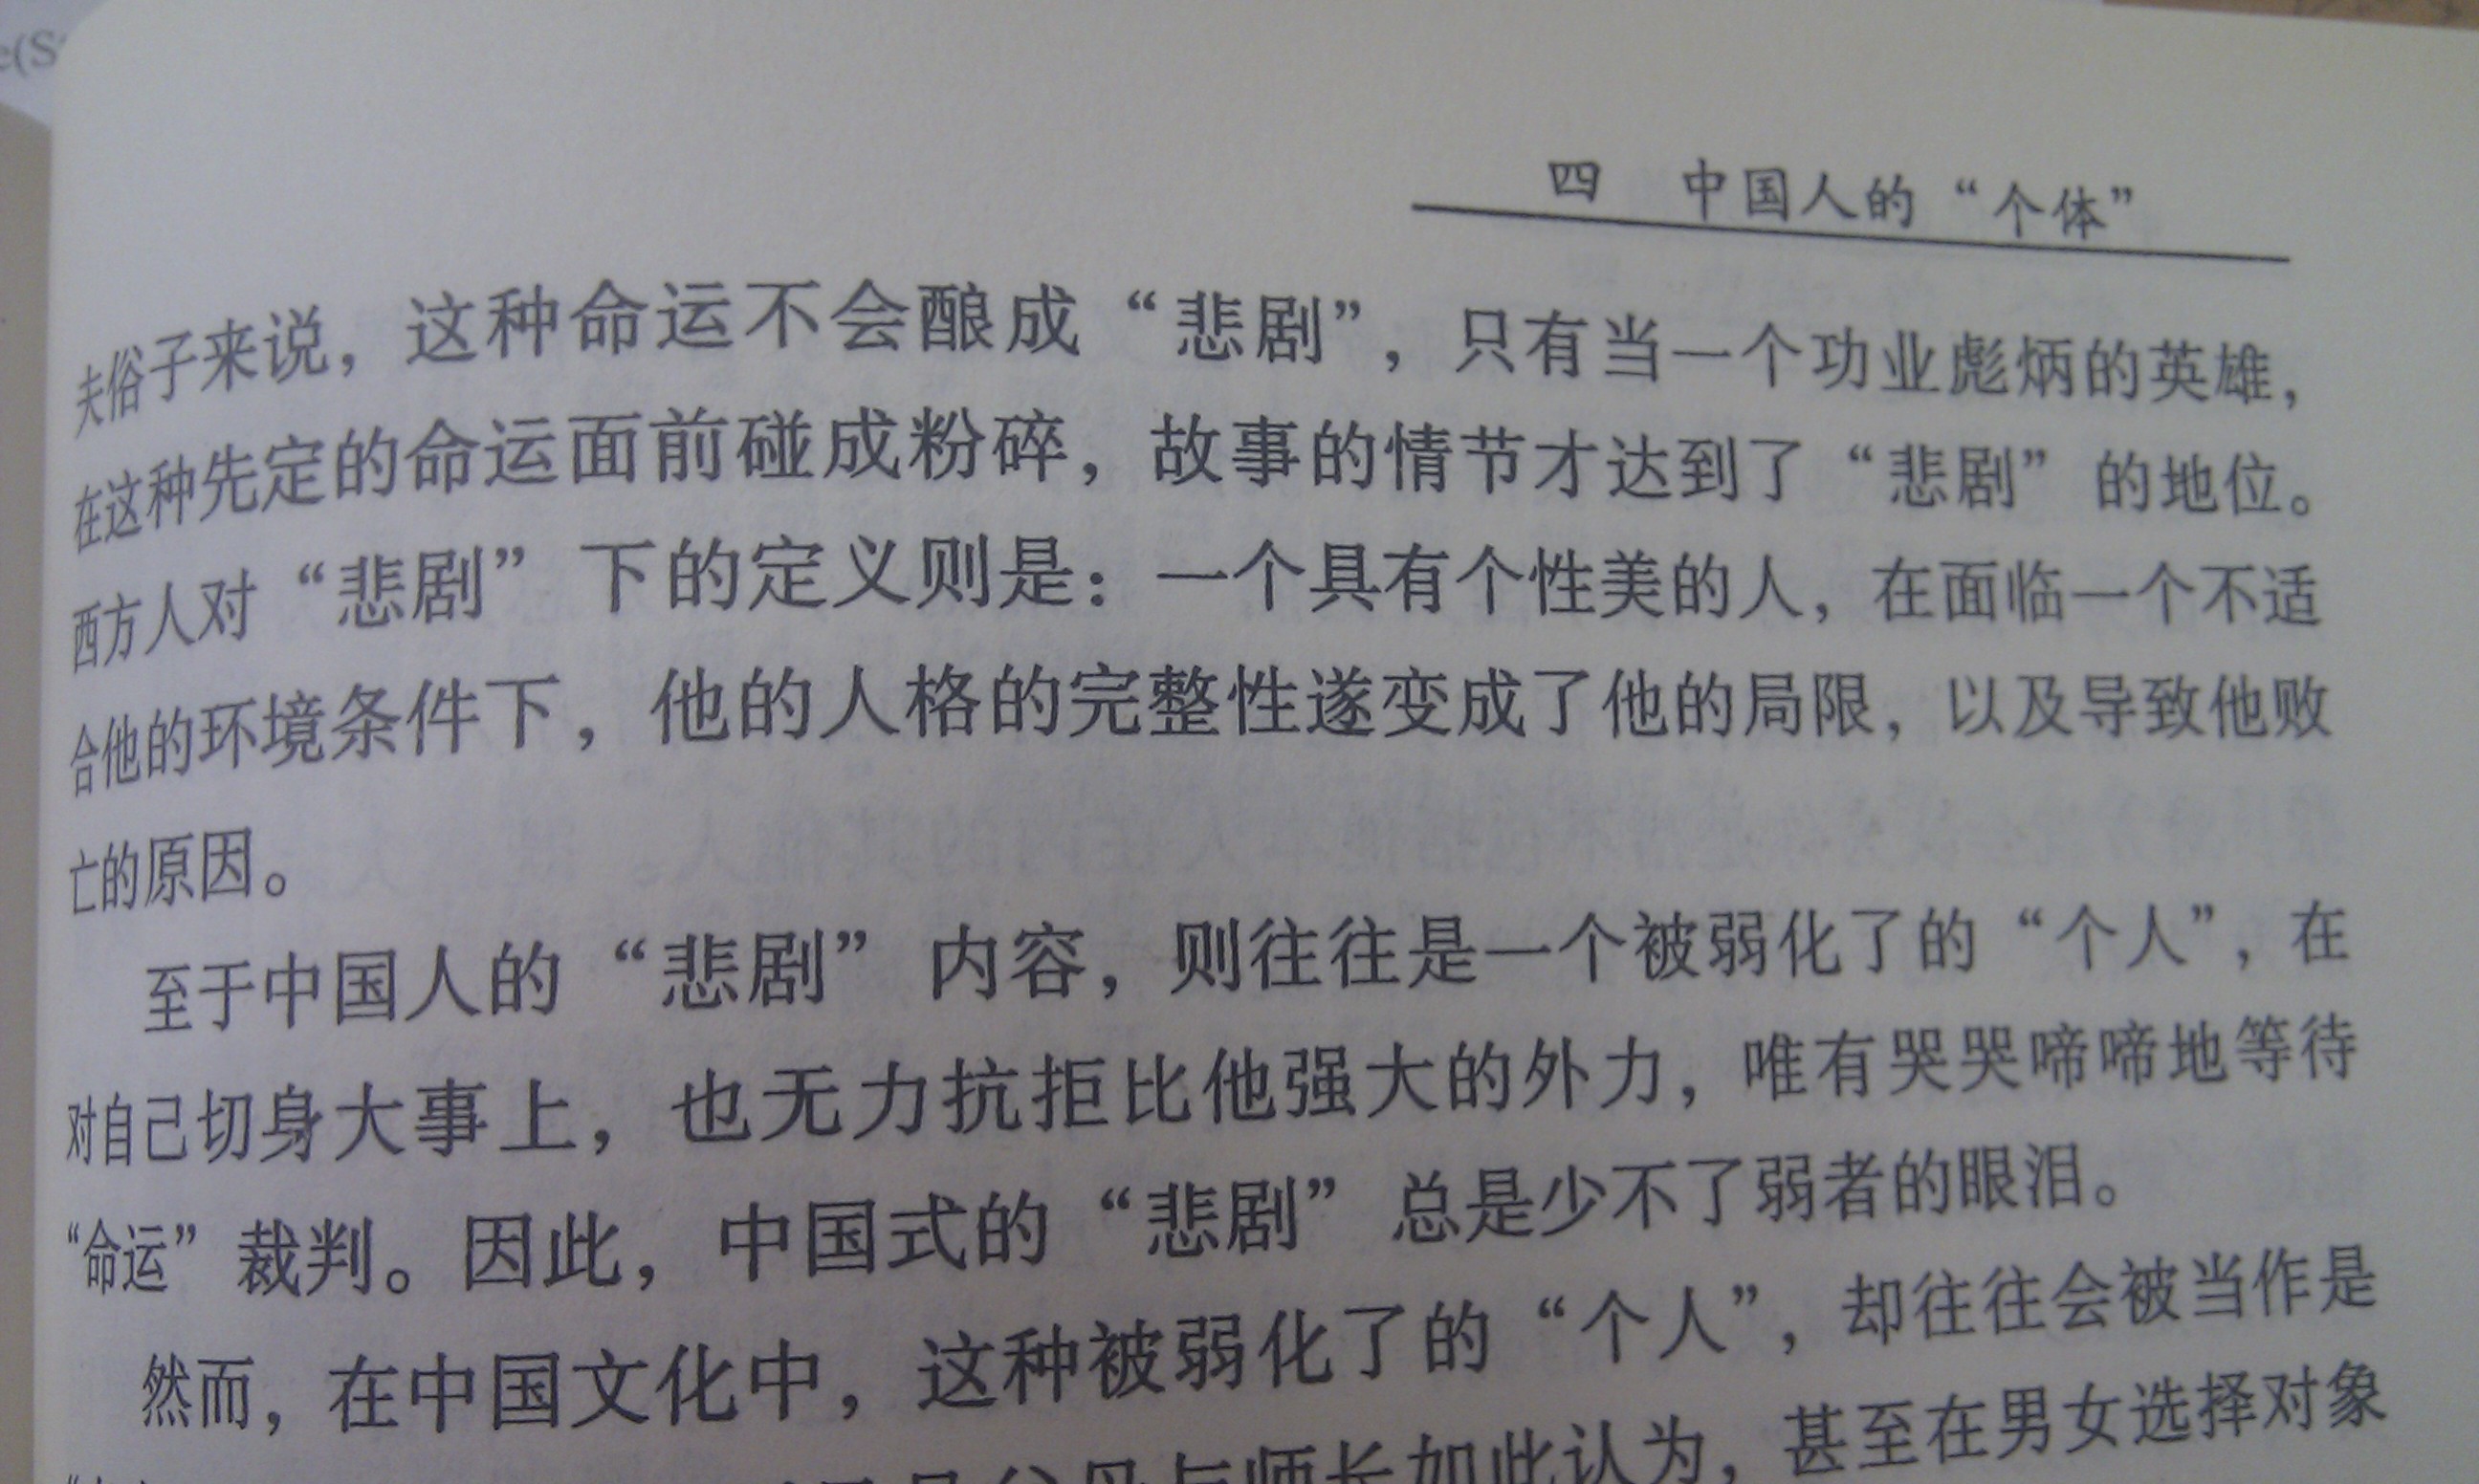 e(S
四 中国人的“个体”
夫俗子来说，这种命运不会酿成“悲剧”，只有当一个功业彪炳的英雄，
在这种先定的命运面前碰成粉碎，故事的情节才达到了“悲剧”的地位。
西方人对“悲剧”下的定义则是：一个具有个性美的人，在面临一个不适
合他的环境条件下，他的人格的完整性遂变成了他的局限，以及导致他败
亡的原因。
至于中国人的“悲剧”内容，则往往是一个被弱化了的“个人”，在
对自己切身大事上，也无力抗拒比他强大的外力，唯有哭哭啼啼地等待
“命运”裁判。因此，中国式的“悲剧”总是少不了弱者的眼泪。
然而，在中国文化中，这种被弱化了的“个人”，却往往会被当作是
父母与师长如此认为，甚至在男女选择对象